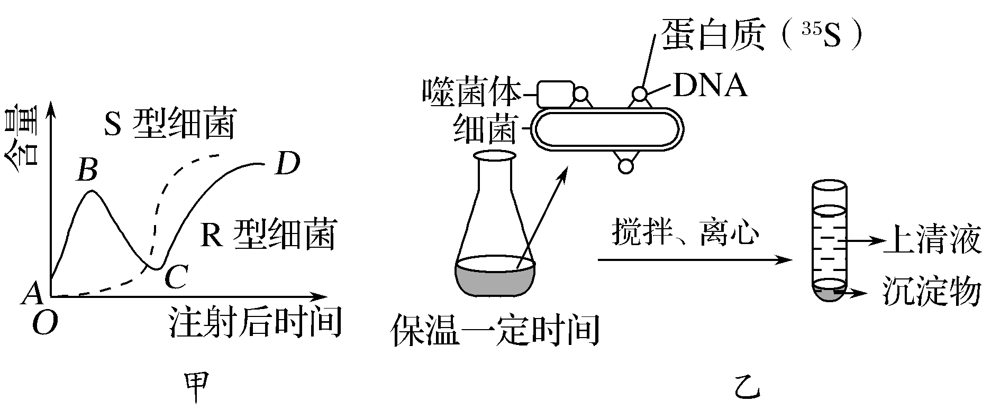 含量
S 型细菌
B
D
R 型细菌
C
A
O
注射后时间
甲
蛋白质（³⁵S）
DNA
噬菌体
细菌
搅拌、离心
上清液
沉淀物
保温一定时间
乙